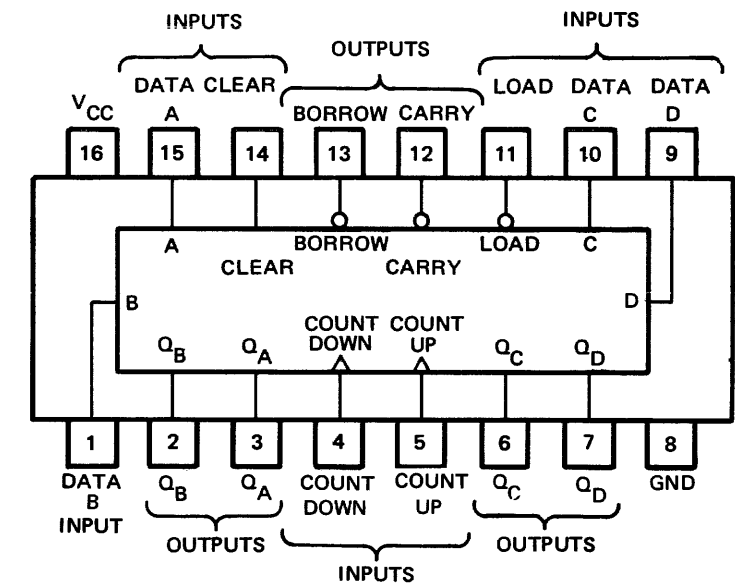 INPUTS INPUTS
OUTPUTS
VCC DATA A CLEAR BORROW CARRY LOAD DATA C DATA D
16 15 14 13 12 11 10 9
A BORROW LOAD C
CLEAR CARRY
B D
QB QA COUNT DOWN COUNT UP QC QD
1 2 3 4 5 6 7 8
DATA B INPUT QB QA COUNT DOWN COUNT UP QC QD GND
OUTPUTS OUTPUTS
INPUTS